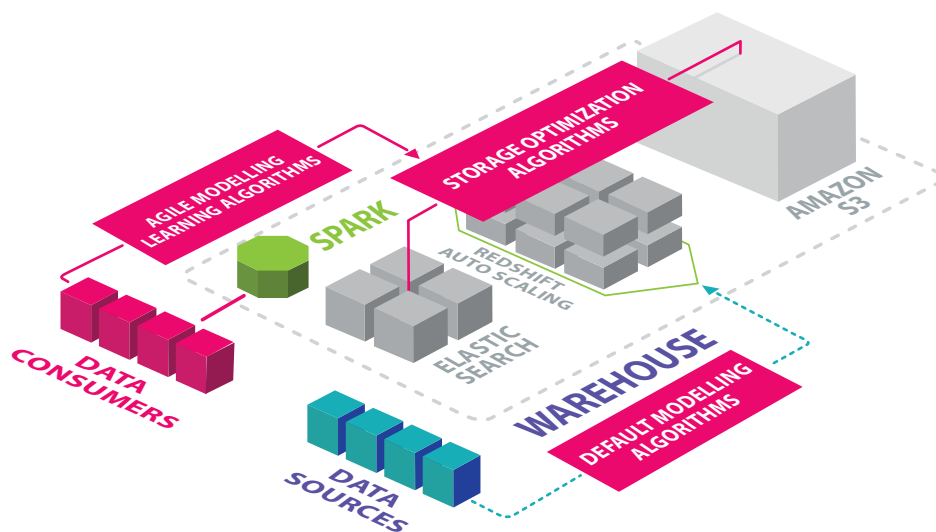 STORAGE OPTIMIZATION
ALGORITHMS
AGILE MODELLING
LEARNING ALGORITHMS
AMAZON
S3
SPARK
REDSHIFT
AUTO SCALING
ELASTIC
SEARCH
WAREHOUSE
DATA
CONSUMERS
DEFAULT MODELLING
ALGORITHMS
DATA
SOURCES